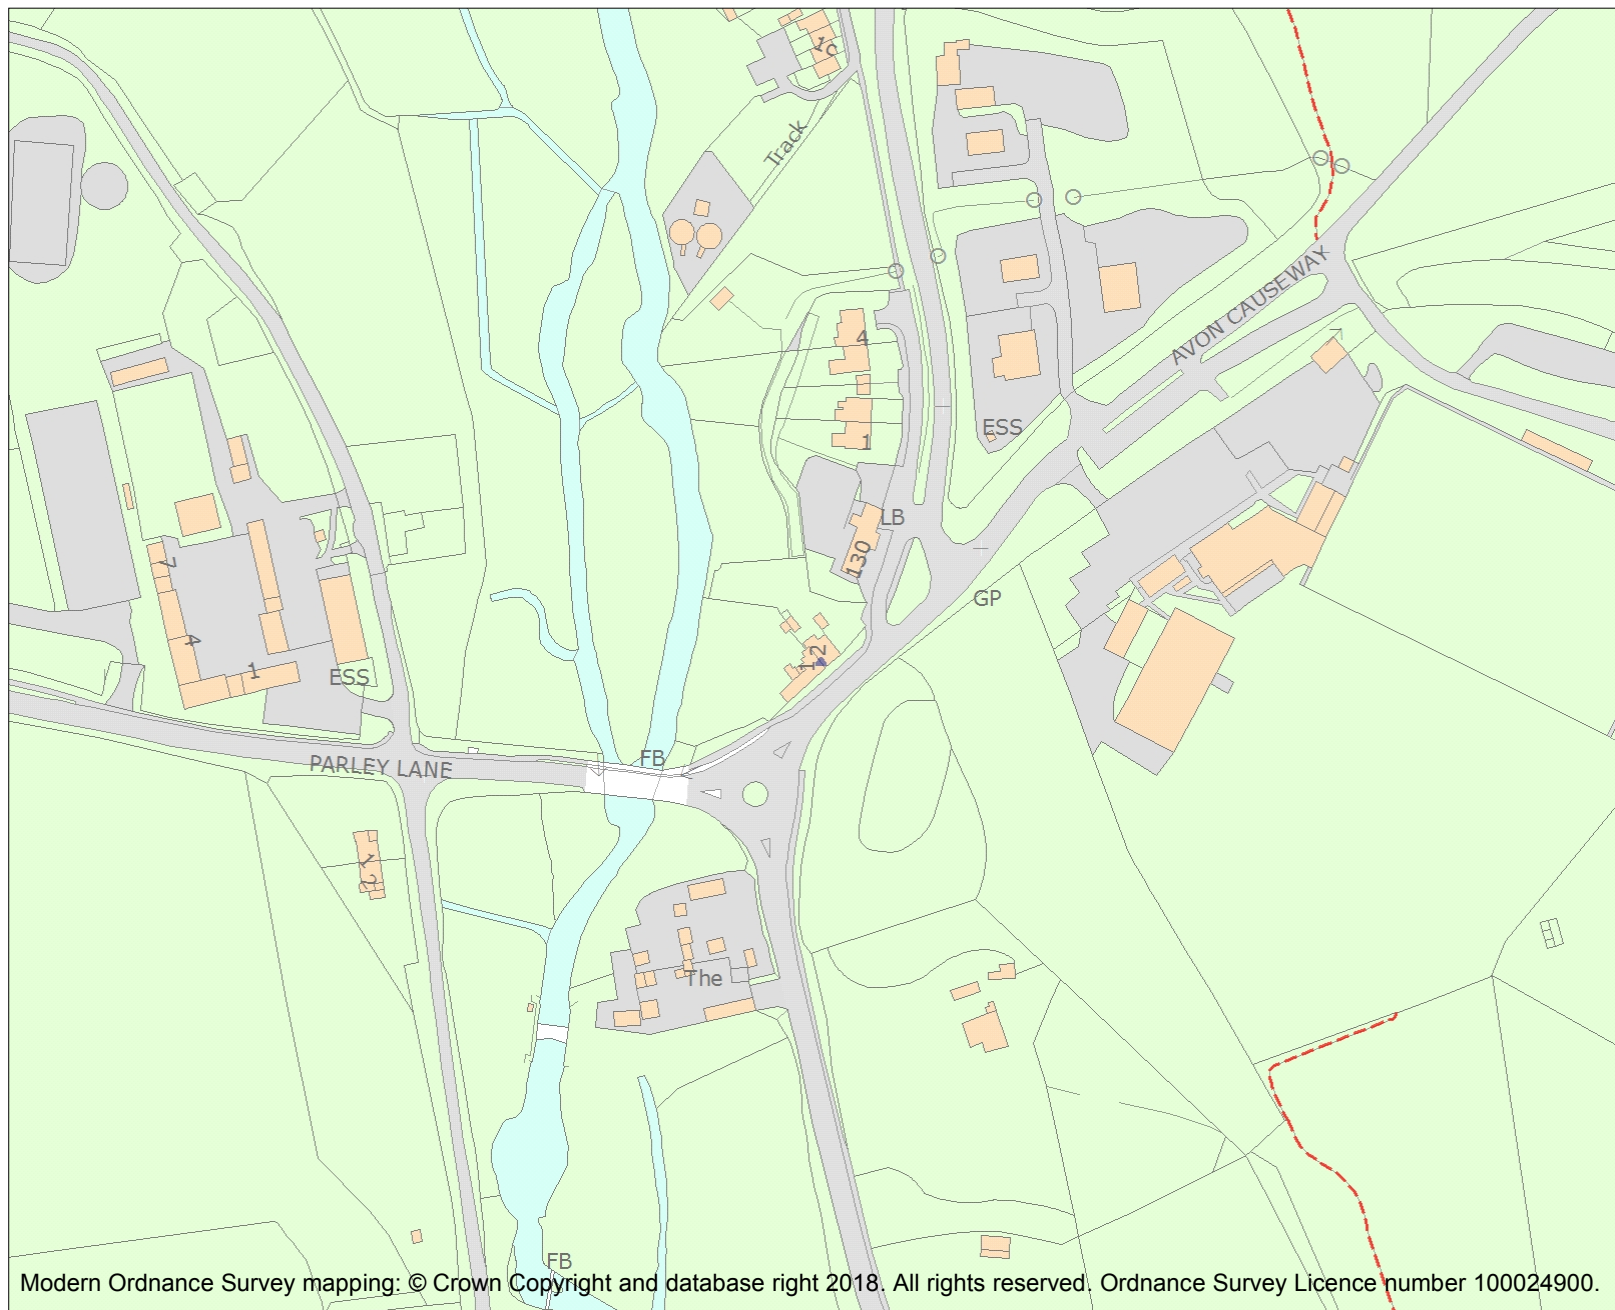 1c
Track
4
AVON CAUSEWAY
ESS
1
LB
130
7
GP
4
2
1
1
ESS
FB
PARLEY LANE
1
2
The
FB
Modern Ordnance Survey mapping: © Crown Copyright and database right 2018. All rights reserved. Ordnance Survey Licence number 100024900.